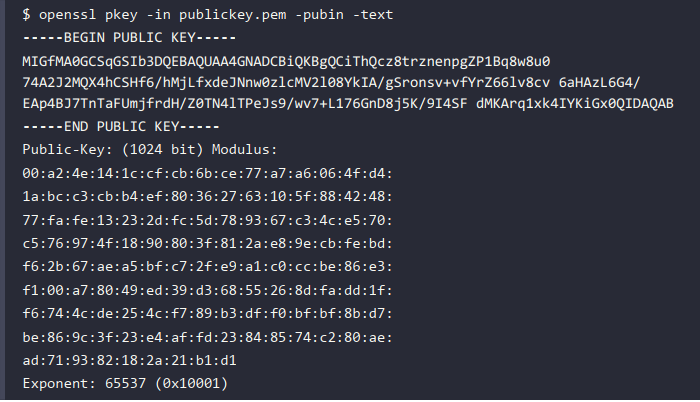 $ openssl pkey -in publickey.pem -pubin -text
-----BEGIN PUBLIC KEY-----
MIGfMA0GCSqGSIb3DQEBAQUAA4GNADCBiQKBgQCiThQcz8trznenpgZP1Bq8w8u0
74A2J2MQX4hCSHf6/hMjLfxdeJNnw0zlcMV2l08YkIA/gSronsv+vfYrZ66lv8cv 6aHAzL6G4/
EAp4BJ7TnTaFUmjfrdH/Z0TN4lTPeJs9/wv7+L176GnD8j5K/9I4SF dMKArq1xk4IYKiGx0QIDAQAB
-----END PUBLIC KEY-----
Public-Key: (1024 bit) Modulus:
00:a2:4e:14:1c:cf:cb:6b:ce:77:a7:a6:06:4f:d4:
1a:bc:c3:cb:b4:ef:80:36:27:63:10:5f:88:42:48:
77:fa:fe:13:23:2d:fc:5d:78:93:67:c3:4c:e5:70:
c5:76:97:4f:18:90:80:3f:81:2a:e8:9e:cb:fe:bd:
f6:2b:67:ae:a5:bf:c7:2f:e9:a1:c0:cc:be:86:e3:
f1:00:a7:80:49:ed:39:d3:68:55:26:8d:fa:dd:1f:
f6:74:4c:de:25:4c:f7:89:b3:df:f0:bf:bf:8b:d7:
be:86:9c:3f:23:e4:af:fd:23:84:85:74:c2:80:ae:
ad:71:93:82:18:2a:21:b1:d1
Exponent: 65537 (0x10001)